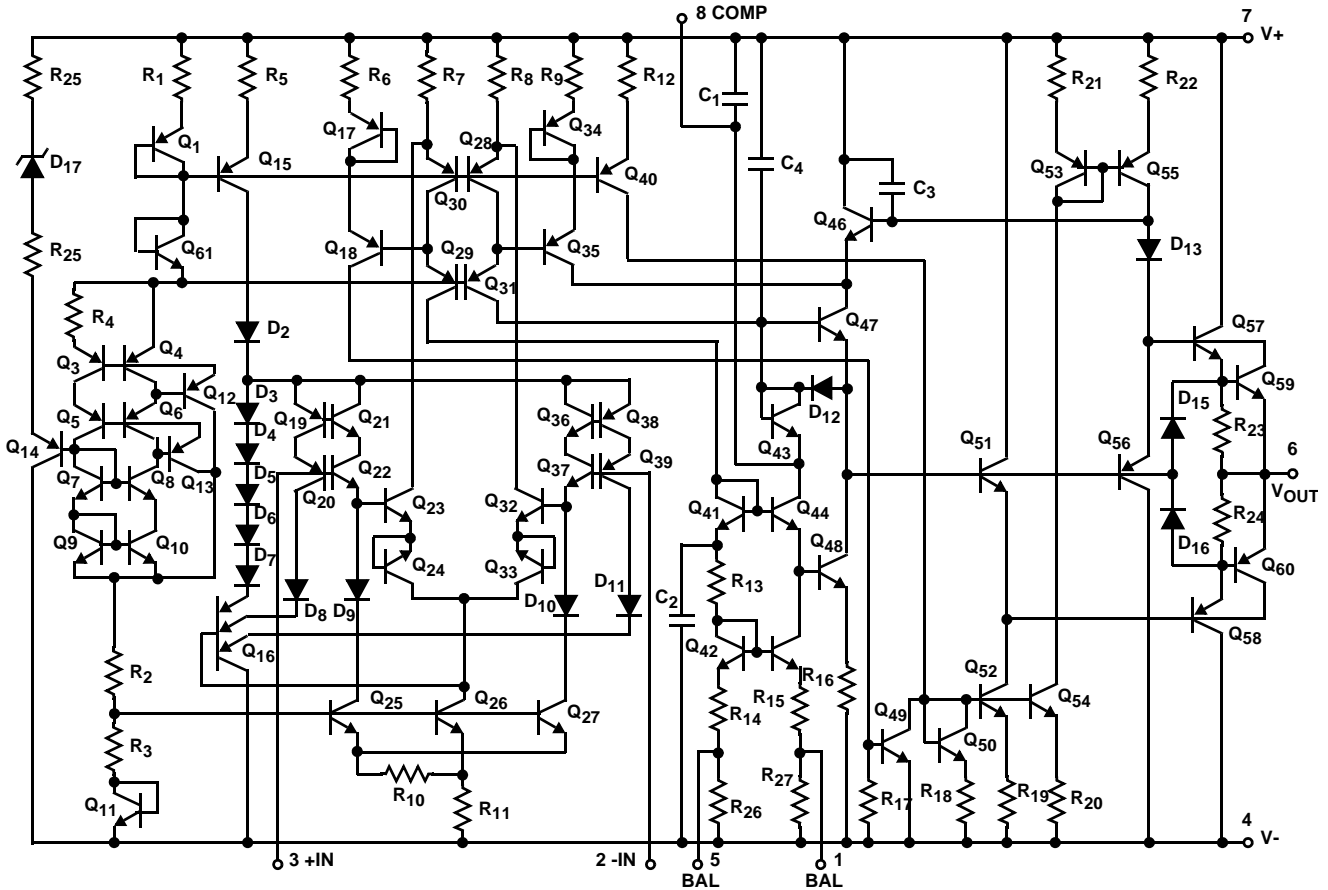 8 COMP
7
V+
R25 R1 R5 R6 R7 R8 R9 R12 C1 R21 R22
D17 Q1 Q15 Q17 Q28 Q34 Q40 C4 C3 Q53 Q55
Q30
R25 Q61 Q18 Q29 Q35 Q46 D13
Q31
R4 D2 Q47 Q57
Q3 Q4 Q12 D3 Q19 Q21 Q36 Q38 D12 Q59
Q5 Q6 D4 Q43 D15 R23
Q14 Q7 Q8 Q13 D5 Q20 Q22 Q37 Q39 Q51 Q56 6
VOUT
D6 Q23 Q32 Q41 Q44 R24
Q9 Q10 D7 Q24 Q33 Q48 D16 Q60
D8 D9 D10 D11 C2 R13
Q16 Q42 Q58
R2 Q25 Q26 Q27 R14 R15 R16 Q52 Q54
R3 Q49 Q50
Q11 R10 R11 R26 R27 R17 R18 R19 R20
4
V-
3 +IN 2 -IN 5 1
BAL BAL